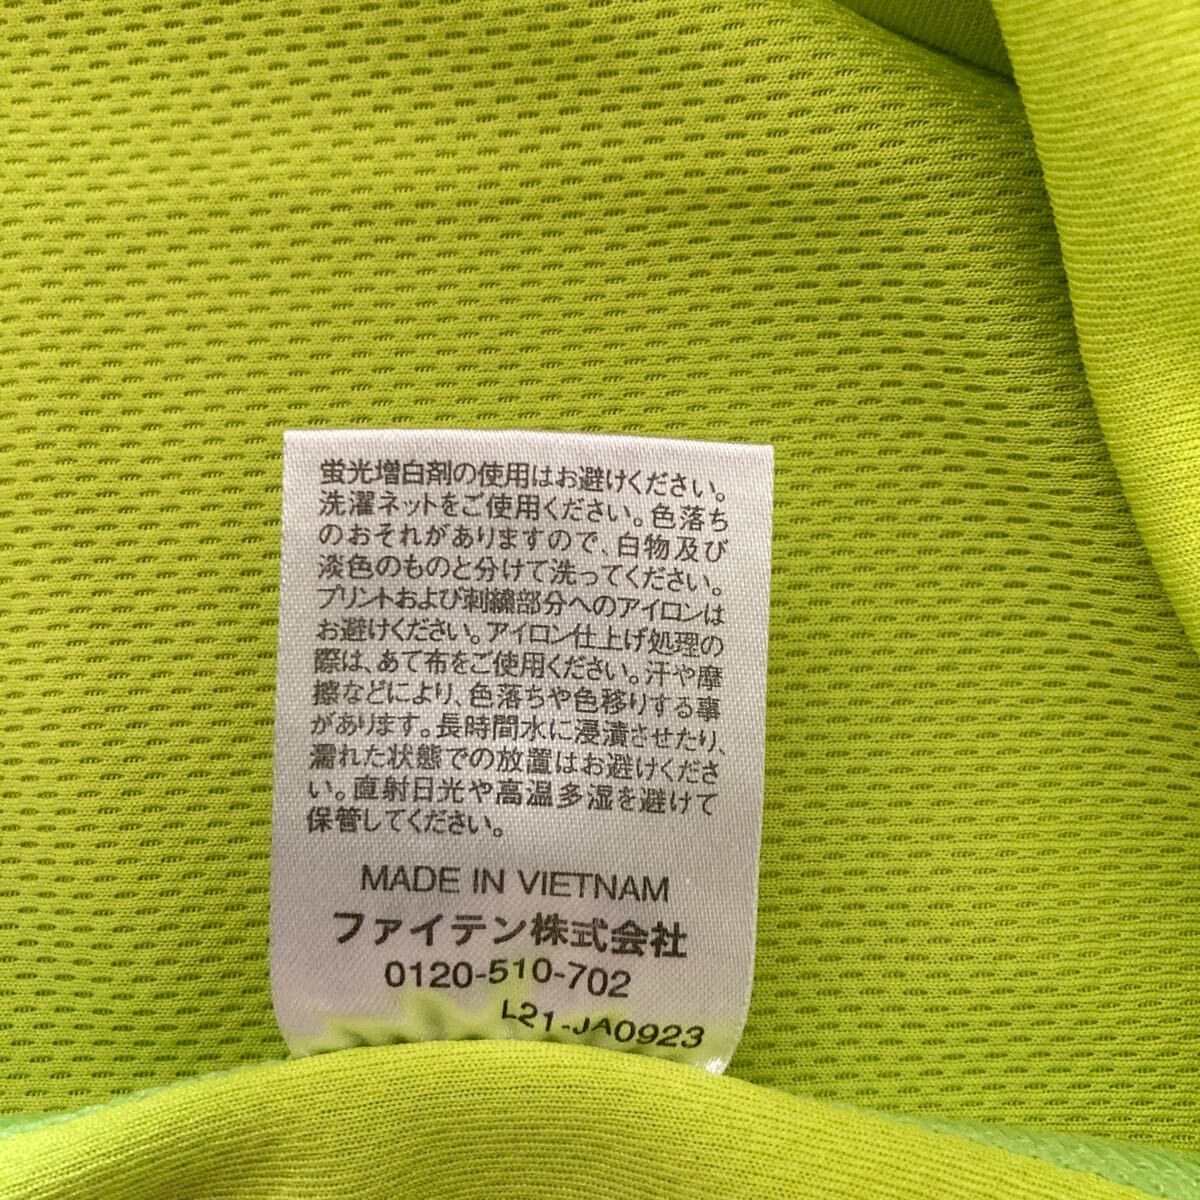 蛍光増白剤の使用はお避けください。
洗濯ネットをご使用ください。色落ち
のおそれがありますので、白物及び
淡色のものと分けて洗ってください。
プリントおよび刺繍部分へのアイロンは
お避けください。アイロン仕上げ処理の
際は、あて布をご使用ください。汗や摩
擦などにより、色落ちや色移りする事
があります。長時間水に浸漬させたり、
濡れた状態での放置はお避けくださ
い。直射日光や高温多湿を避けて
保管してください。
MADE IN VIETNAM
ファイテン株式会社
0120-510-702
L21-JA0923